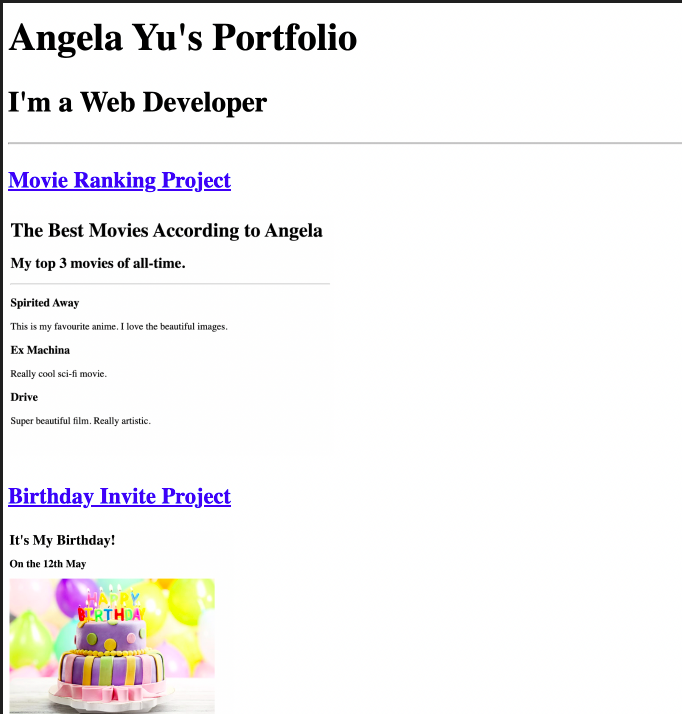 Angela Yu's Portfolio
I'm a Web Developer
Movie Ranking Project
The Best Movies According to Angela
My top 3 movies of all-time.
Spirited Away
This is my favourite anime. I love the beautiful images.
Ex Machina
Really cool sci-fi movie.
Drive
Super beautiful film. Really artistic.
Birthday Invite Project
It's My Birthday!
On the 12th May
HAPPY
BIRTHDAY